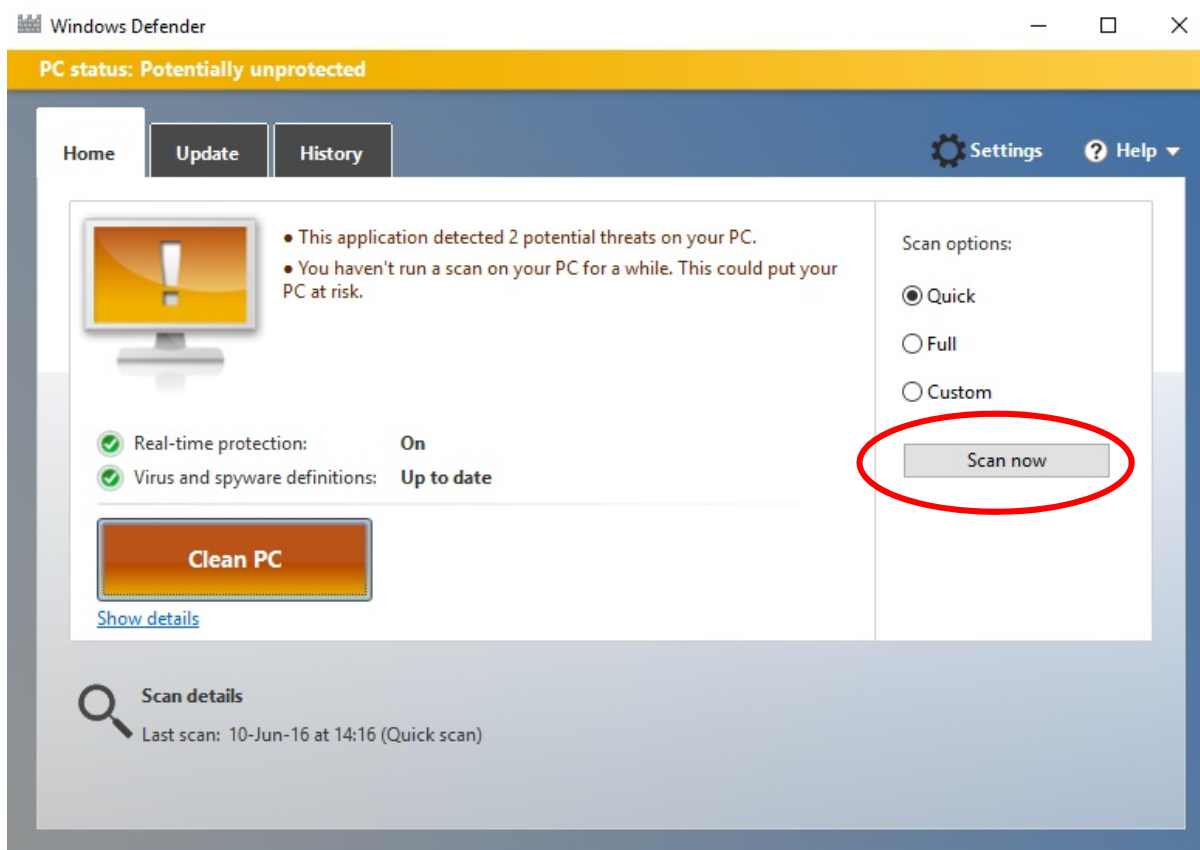 Windows Defender
PC status: Potentially unprotected
Home
Update
History
Settings
? Help
! 
• This application detected 2 potential threats on your PC.
• You haven't run a scan on your PC for a while. This could put your
PC at risk.
Scan options:
Quick
Full
Custom
Scan now
Real-time protection: On
Virus and spyware definitions: Up to date
Clean PC
Show details
Scan details
Last scan: 10-Jun-16 at 14:16 (Quick scan)